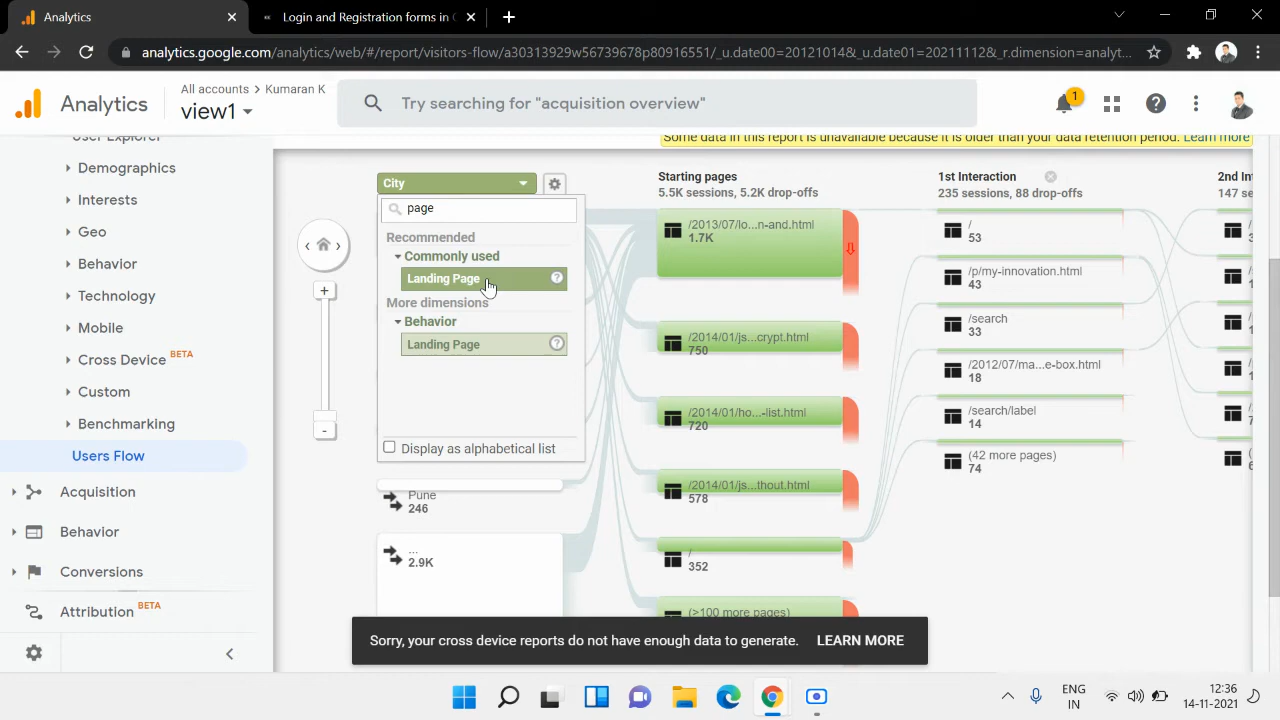 Analytics
Login and Registration forms in
analytics.google.com/analytics/web/#/report/visitors-flow/a30313929w56739678p80916551/_u.date00=20121014&_u.date01=20211112&_r.dimension=analyt...
Analytics
All accounts > Kumaran K
view1
Try searching for "acquisition overview"
1
User Explorer
Demographics
Interests
Geo
Behavior
Technology
Mobile
Cross Device BETA
Custom
Benchmarking
Users Flow
Acquisition
Behavior
Conversions
Attribution BETA
Some data in this report is unavailable because it is older than your data retention period. Learn more
City
page
Recommended
Commonly used
Landing Page
More dimensions
Behavior
Landing Page
Display as alphabetical list
Pune
246
...
2.9K
Starting pages
5.5K sessions, 5.2K drop-offs
/2013/07/lo...n-and.html
1.7K
/2014/01/js...crypt.html
750
/2014/01/ho...-list.html
720
/2014/01/js...thout.html
578
/
352
(>100 more pages)
1st Interaction
235 sessions, 88 drop-offs
/
53
/p/my-innovation.html
43
/search
33
/2012/07/ma...e-box.html
18
/search/label
14
(42 more pages)
74
2nd In
147 se
Sorry, your cross device reports do not have enough data to generate. LEARN MORE
ENG
IN
12:36
14-11-2021